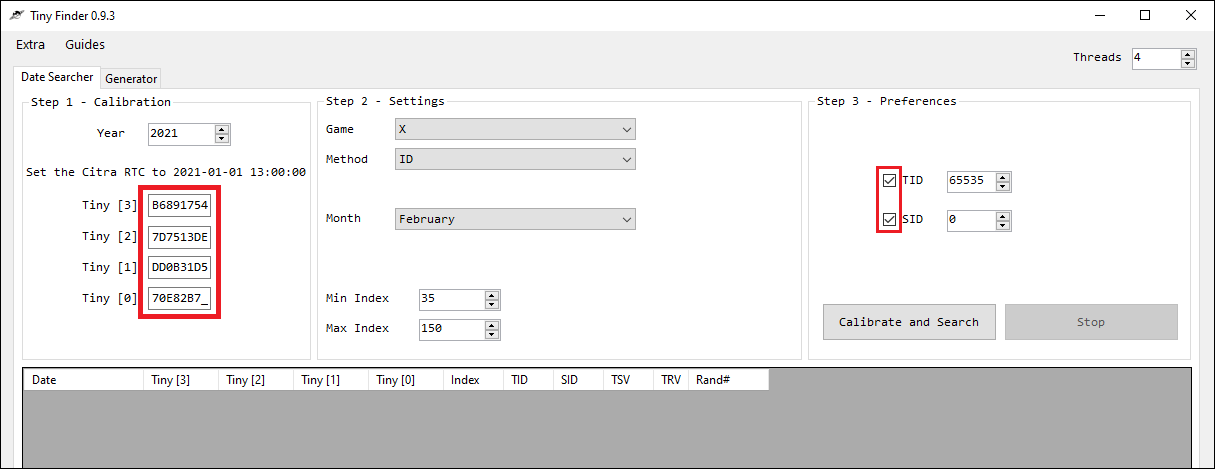 Tiny Finder 0.9.3
Extra Guides
Threads 4
Date Searcher Generator
Step 1 - Calibration
Year 2021
Set the Citra RTC to 2021-01-01 13:00:00
Tiny [3] B6891754
Tiny [2] 7D7513DE
Tiny [1] DD0B31D5
Tiny [0] 70E82B7_
Step 2 - Settings
Game X
Method ID
Month February
Min Index 35
Max Index 150
Step 3 - Preferences
TID 65535
SID 0
Calibrate and Search Stop
Date Tiny [3] Tiny [2] Tiny [1] Tiny [0] Index TID SID TSV TRV Rand#